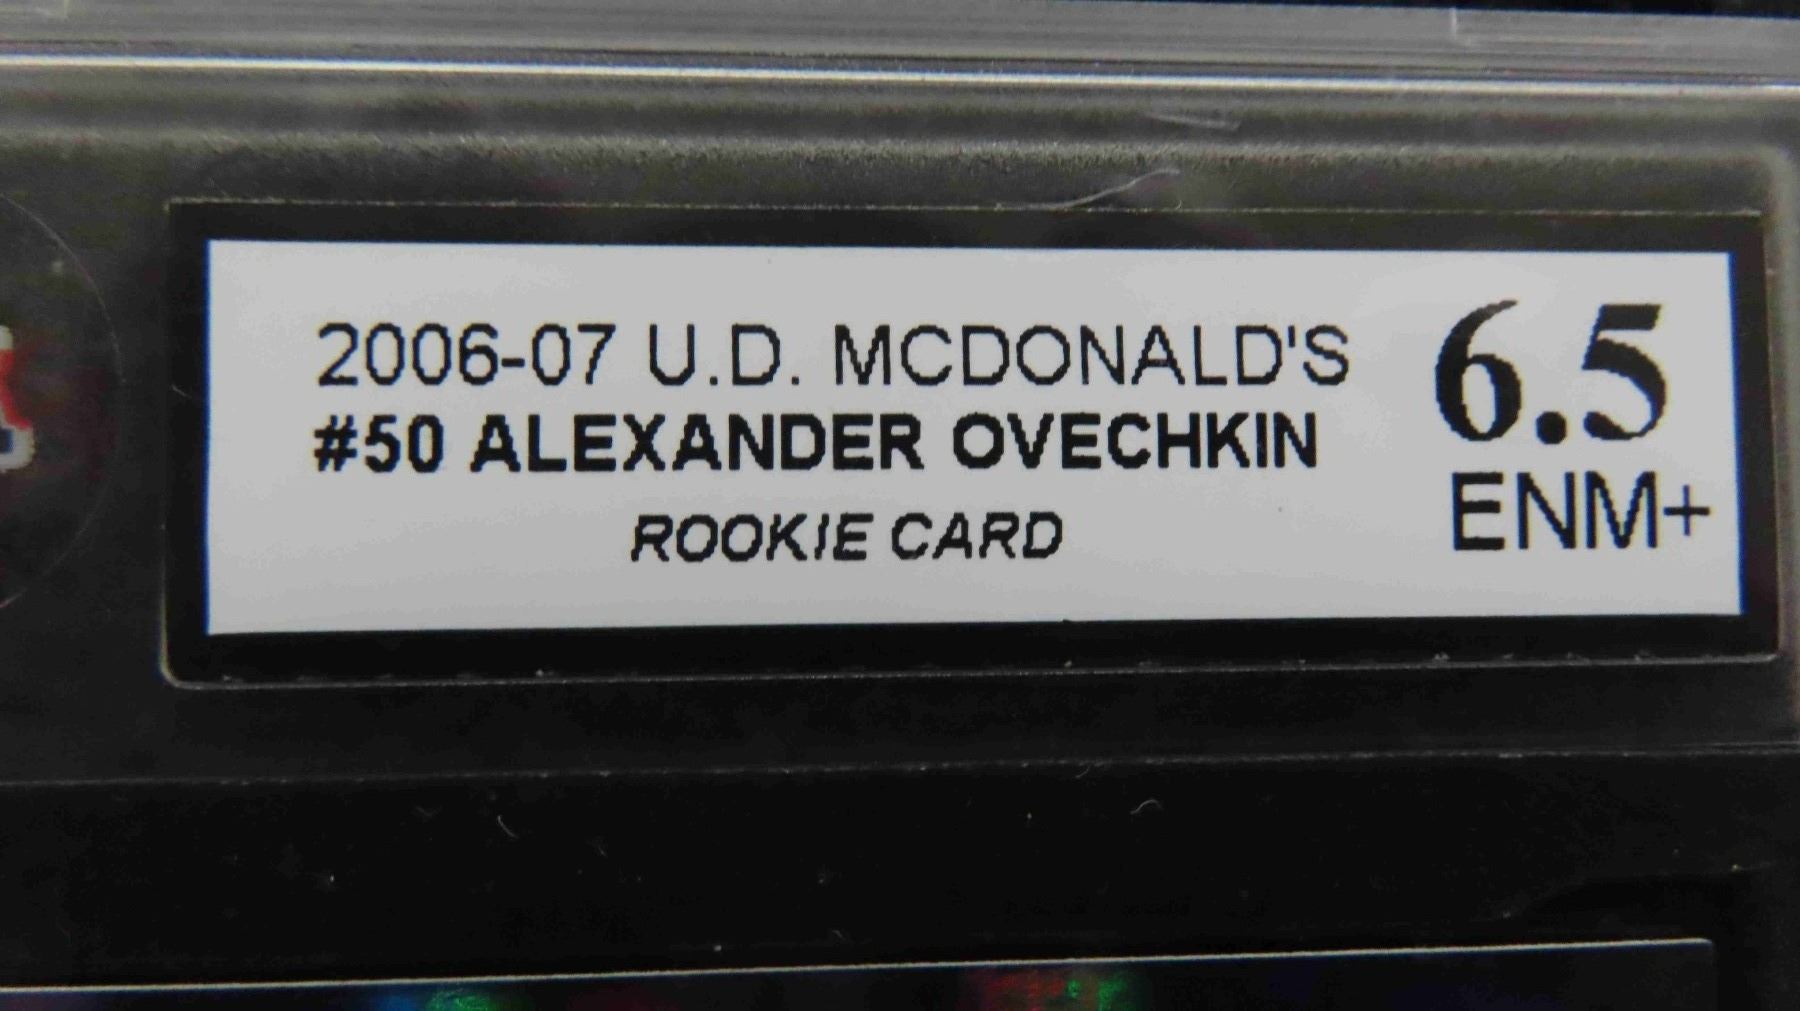 2006-07 U.D. MCDONALD'S
#50 ALEXANDER OVECHKIN
ROOKIE CARD
6.5
ENM+